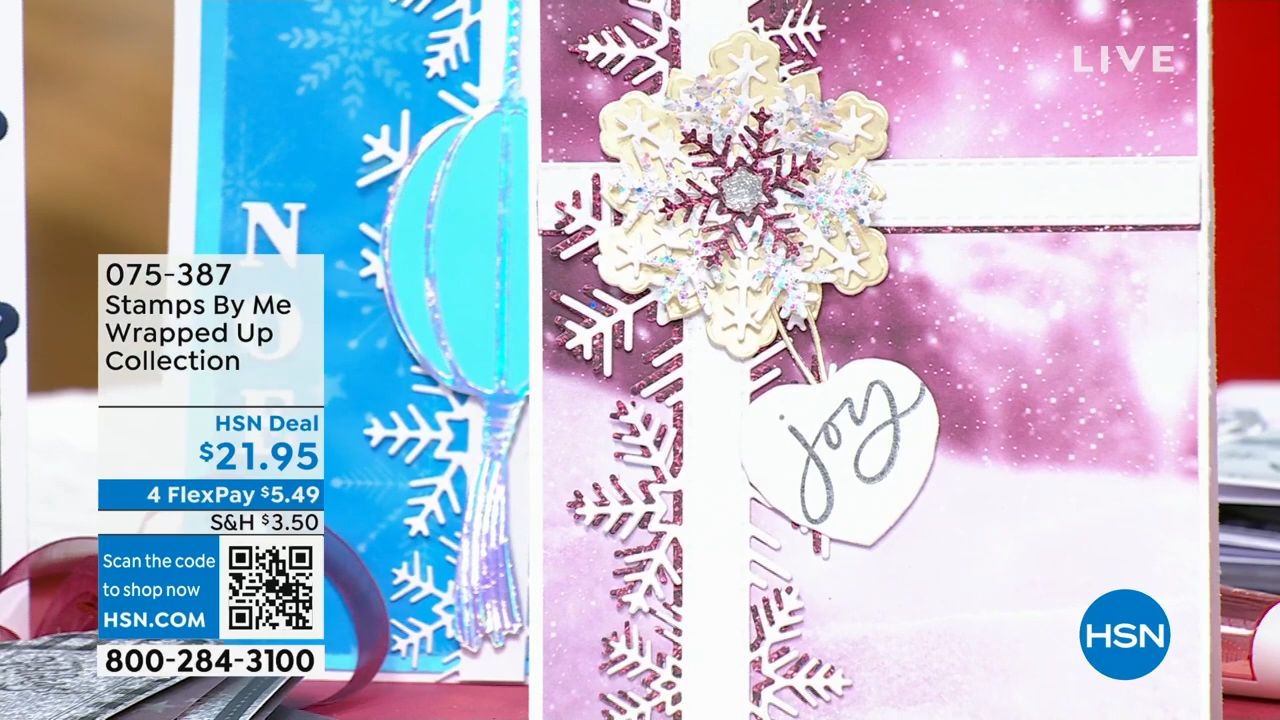 LIVE
NOE
joy
075-387
Stamps By Me
Wrapped Up
Collection
HSN Deal
$21.95
4 FlexPay $5.49
S&H $3.50
Scan the code
to shop now
HSN.COM
800-284-3100
HSN